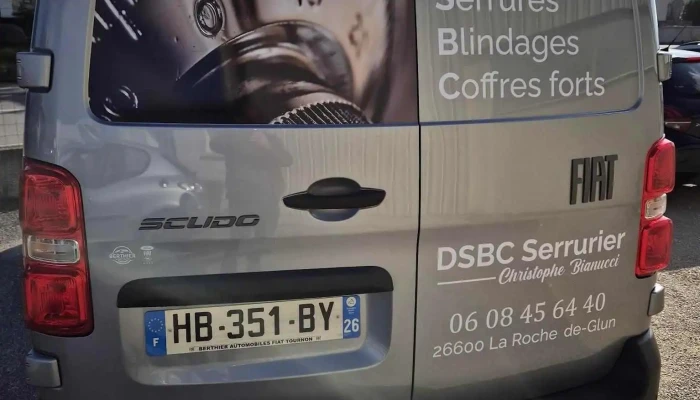 Serrures
Blindages
Coffres forts
FIAT
SCUDO
DSBC Serrurier
Christophe Bianucci
BERTHIER
HB-351-BY
F
26
BERTHIER AUTOMOBILES FIAT TOURNON
06 08 45 64 40
26600 La Roche de-Glun